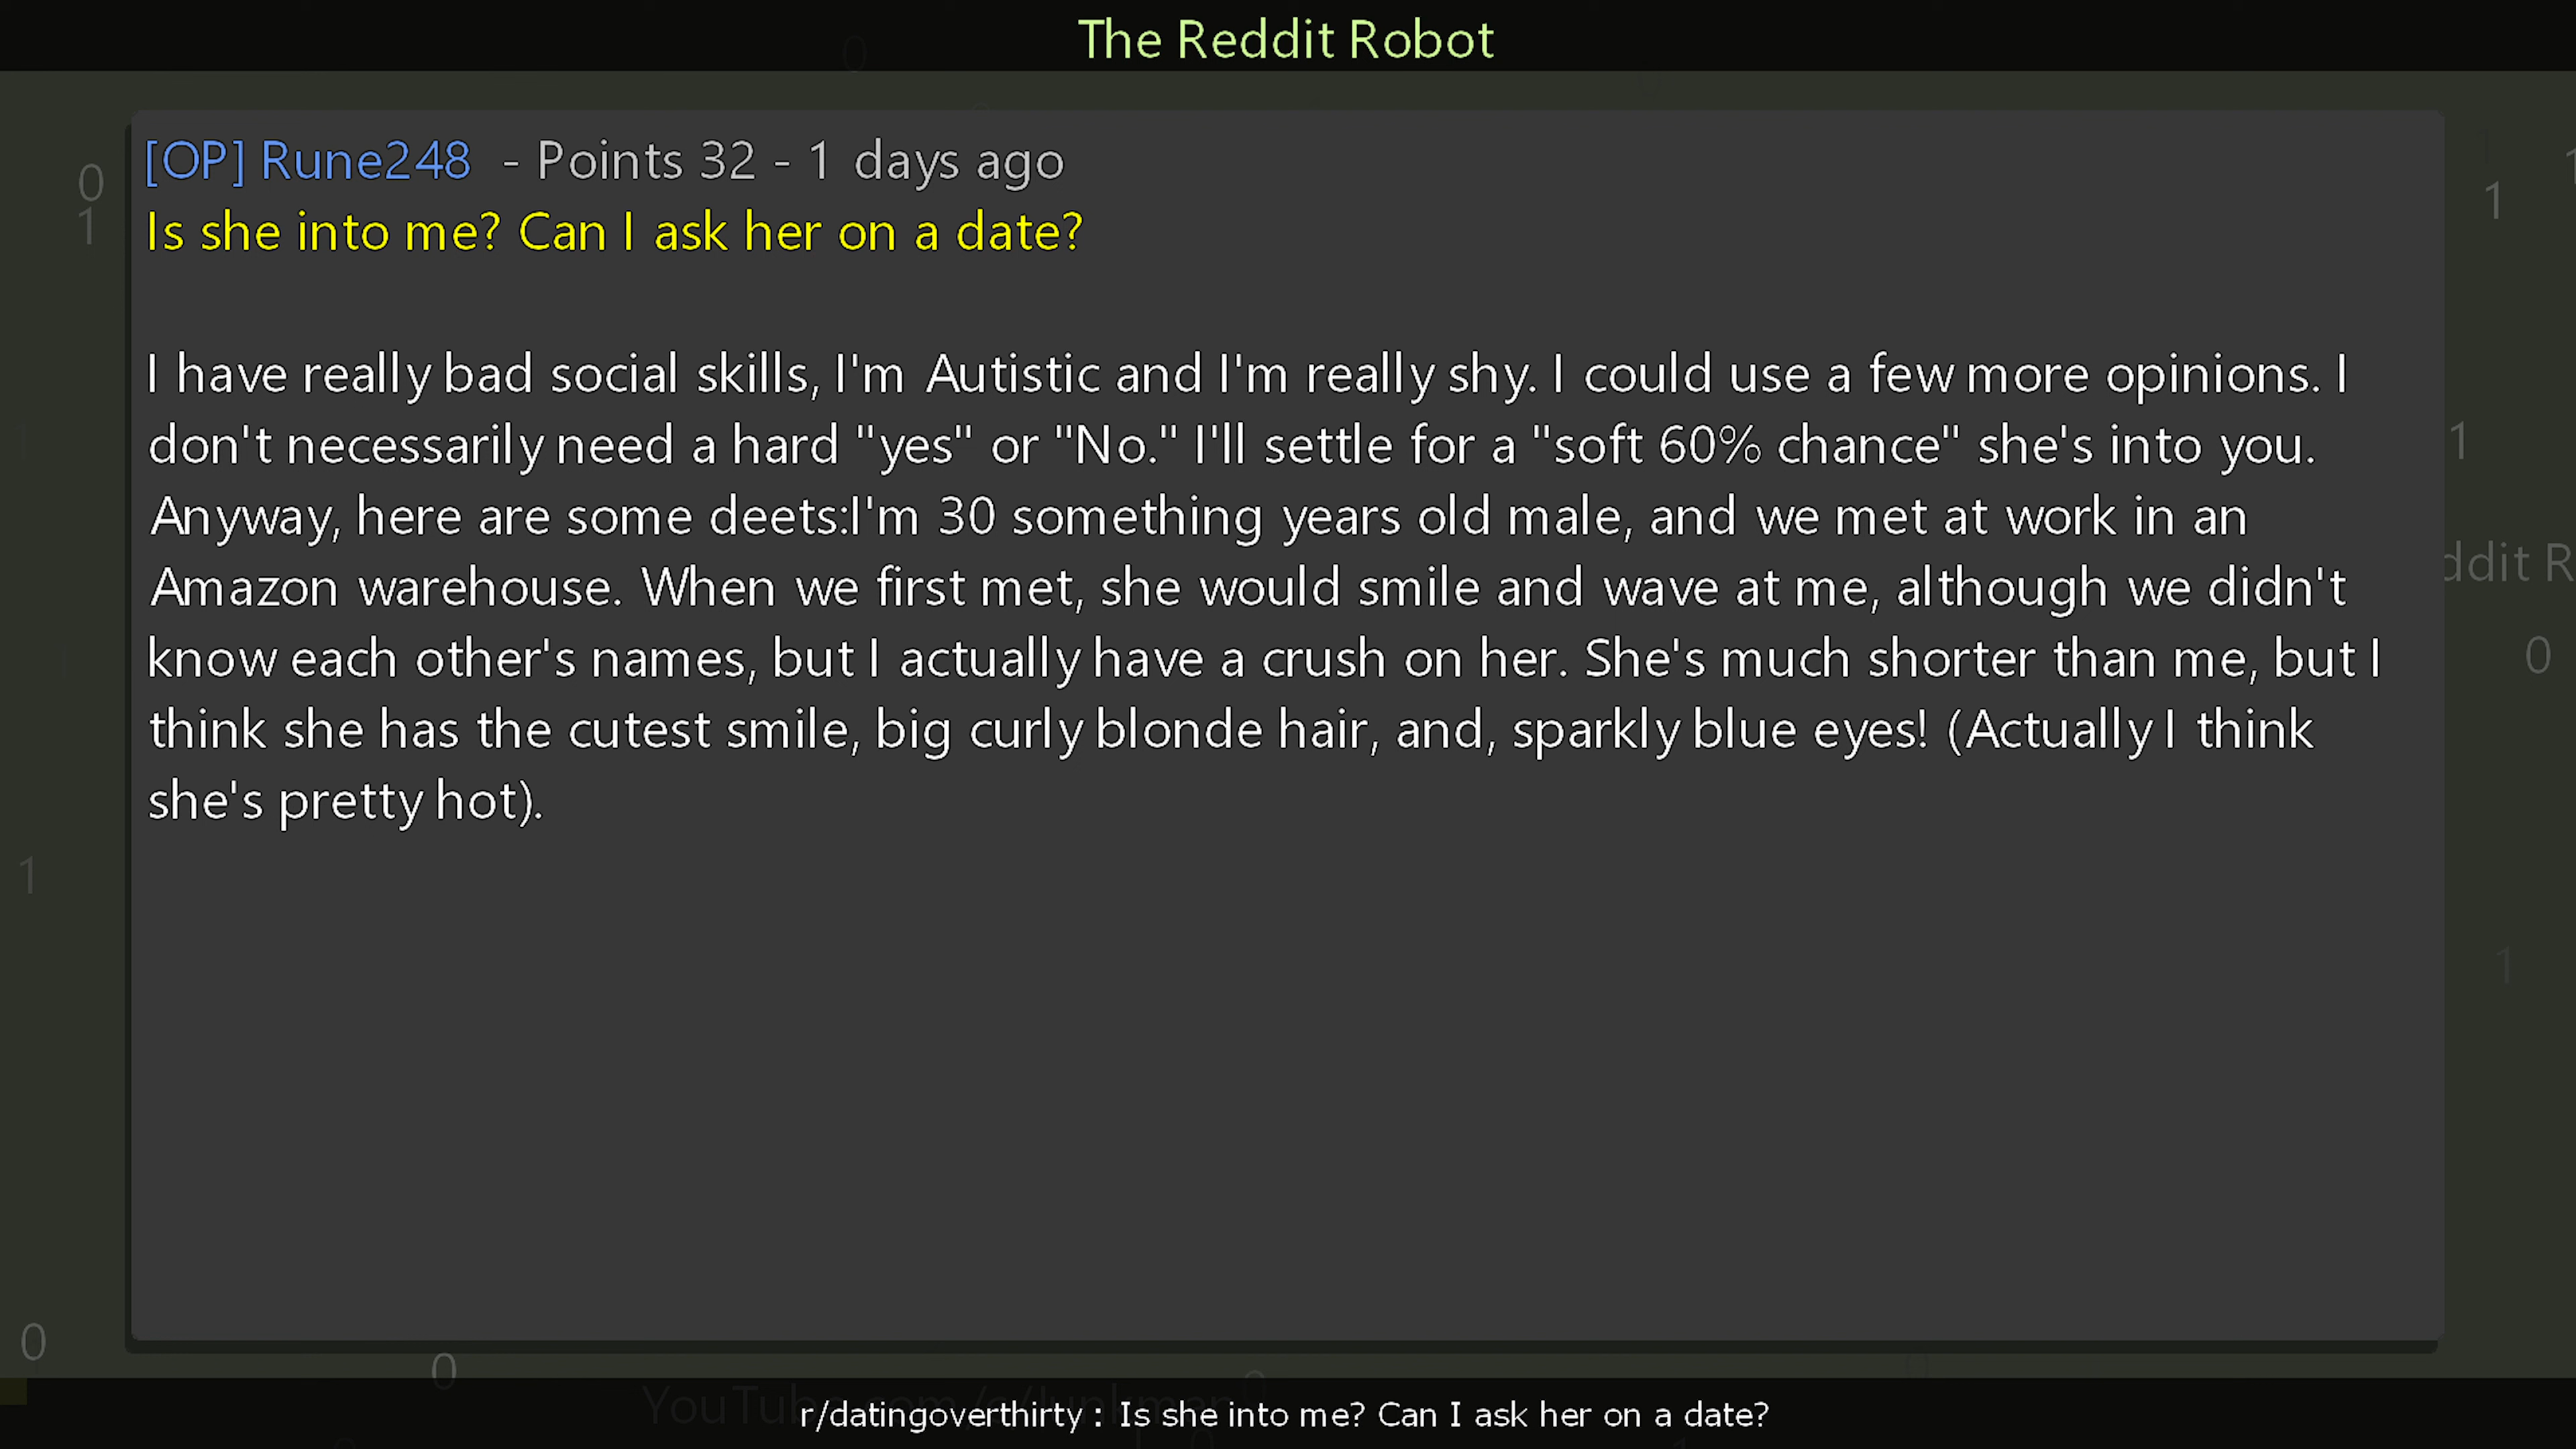 The Reddit Robot
[OP] Rune248 - Points 32 - 1 days ago
Is she into me? Can I ask her on a date?
I have really bad social skills, I'm Autistic and I'm really shy. I could use a few more opinions. I
don't necessarily need a hard "yes" or "No." I'll settle for a "soft 60% chance" she's into you.
Anyway, here are some deets:I'm 30 something years old male, and we met at work in an
Amazon warehouse. When we first met, she would smile and wave at me, although we didn't
know each other's names, but I actually have a crush on her. She's much shorter than me, but I
think she has the cutest smile, big curly blonde hair, and, sparkly blue eyes! (Actually I think
she's pretty hot).
r/datingoverthirty : Is she into me? Can I ask her on a date?